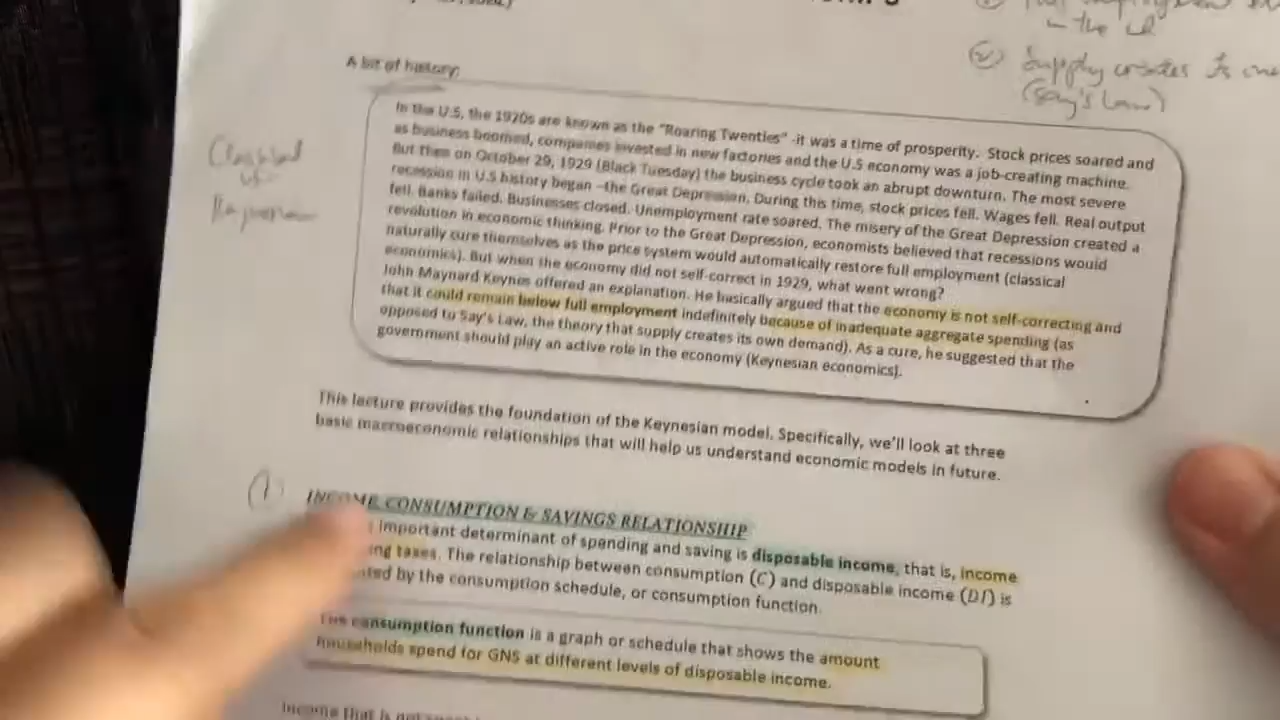 in the LR
② Supply creates its own
(Say's Law)
A bit of history:
In the U.S, the 1920s are known as the "Roaring Twenties" -it was a time of prosperity. Stock prices soared and
as business boomed, companies invested in new factories and the U.S economy was a job-creating machine.
But then on October 29, 1929 (Black Tuesday) the business cycle took an abrupt downturn. The most severe
recession in U.S history began –the Great Depression. During this time, stock prices fell. Wages fell. Real output
fell. Banks failed. Businesses closed. Unemployment rate soared. The misery of the Great Depression created a
revolution in economic thinking. Prior to the Great Depression, economists believed that recessions would
naturally cure themselves as the price system would automatically restore full employment (classical
economics). But when the economy did not self-correct in 1929, what went wrong?
John Maynard Keynes offered an explanation. He basically argued that the economy is not self-correcting and
that it could remain below full employment indefinitely because of inadequate aggregate spending (as
opposed to Say's Law, the theory that supply creates its own demand). As a cure, he suggested that the
government should play an active role in the economy (Keynesian economics).
Classical
vs
Keynesian
This lecture provides the foundation of the Keynesian model. Specifically, we'll look at three
basic macroeconomic relationships that will help us understand economic models in future.
(1) INCOME CONSUMPTION & SAVINGS RELATIONSHIP
important determinant of spending and saving is disposable income, that is, income
taxes. The relationship between consumption (C) and disposable income (DI) is
by the consumption schedule, or consumption function.
The consumption function is a graph or schedule that shows the amount
households spend for GNS at different levels of disposable income.
Income that is not